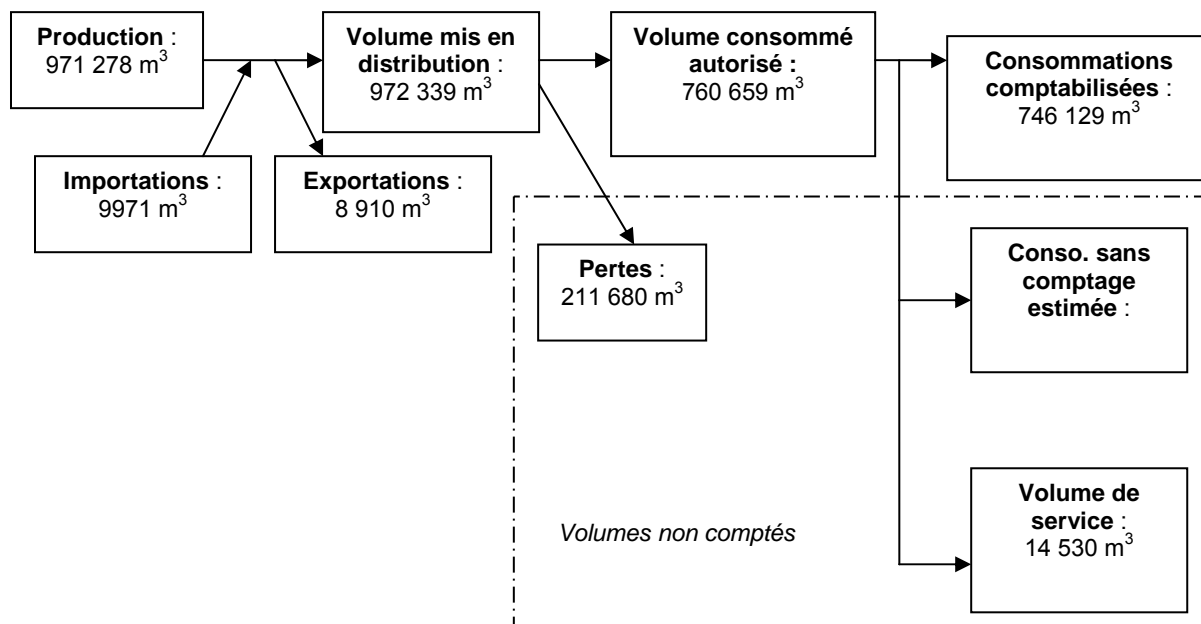 Production :
971 278 m³
Volume mis en
distribution :
972 339 m³
Volume consommé
autorisé :
760 659 m³
Consommations
comptabilisées :
746 129 m³
Importations :
9971 m³
Exportations :
8 910 m³
Pertes :
211 680 m³
Conso. sans
comptage
estimée :
Volume de
service :
14 530 m³
Volumes non comptés